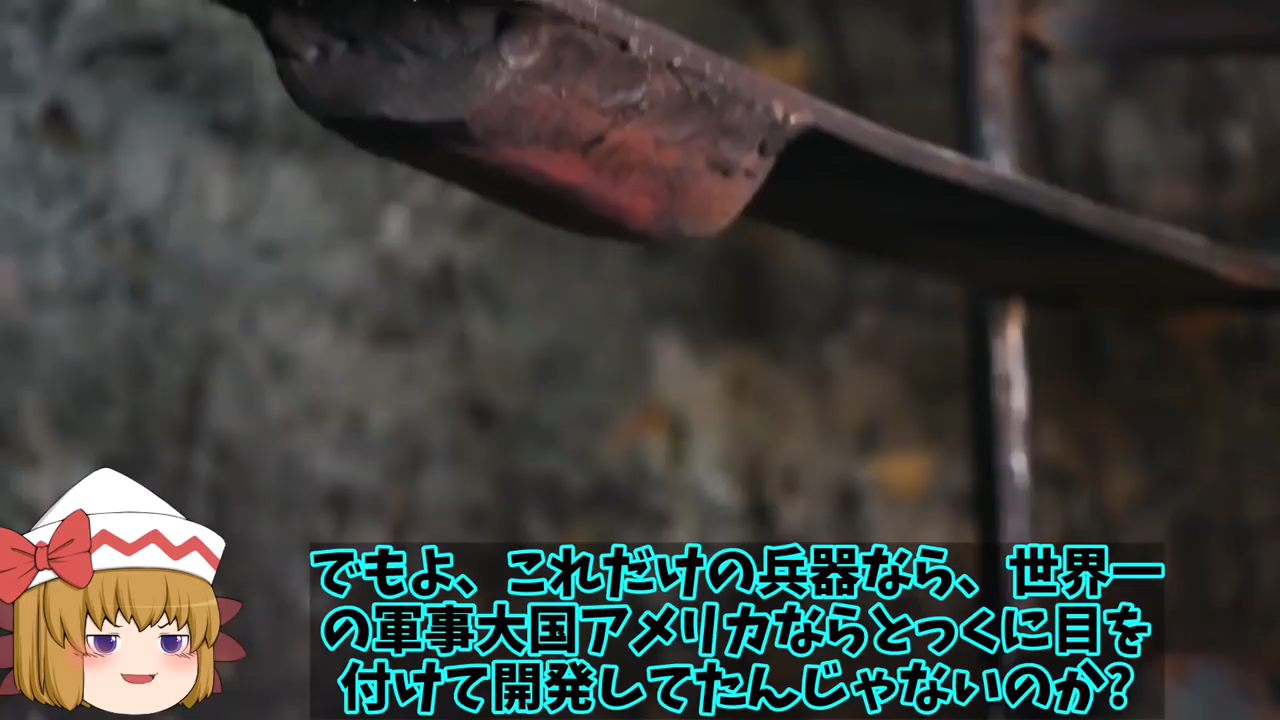 でもよ、これだけの兵器なら、世界一
の軍事大国アメリカならとっくに目を
付けて開発してたんじゃないのか?